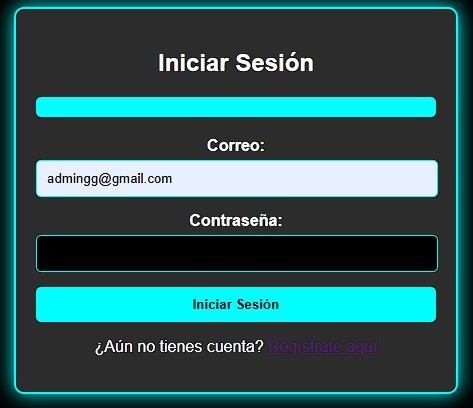 Iniciar Sesión
Correo:
admingg@gmail.com
Contraseña:
Iniciar Sesión
¿Aún no tienes cuenta? Regístrate aquí